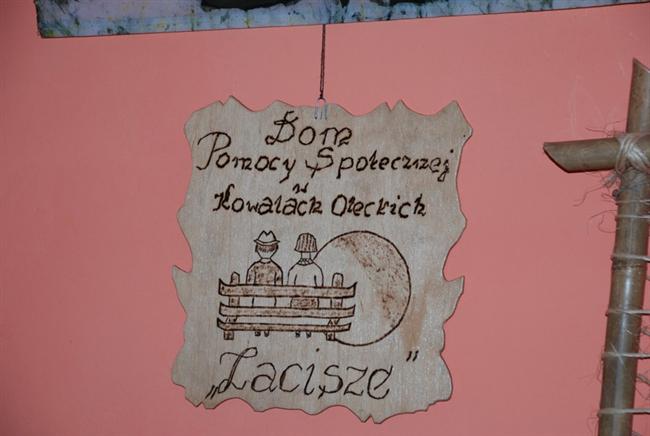 Dom
Pomocy Społecznej
w
Kowalach Oleckich
„Zacisze"